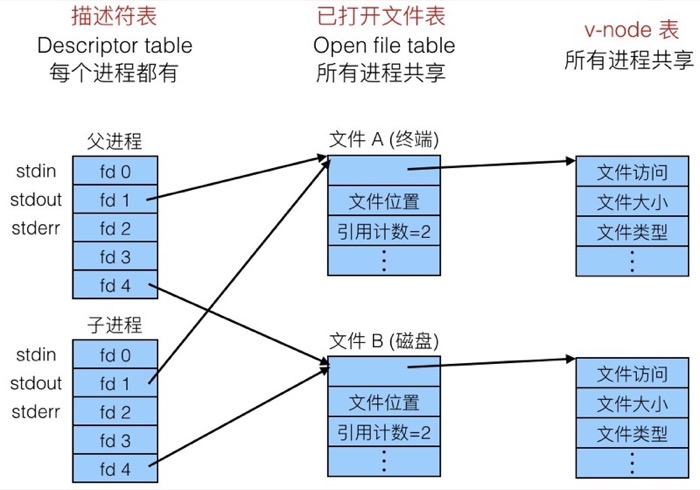 描述符表
Descriptor table
每个进程都有
已打开文件表
Open file table
所有进程共享
v-node 表
所有进程共享
父进程
stdin
fd 0
stdout
fd 1
stderr
fd 2
fd 3
fd 4
子进程
stdin
fd 0
stdout
fd 1
stderr
fd 2
fd 3
fd 4
文件 A (终端)
文件位置
引用计数=2
⋮
文件 B (磁盘)
文件位置
引用计数=2
⋮
文件访问
文件大小
文件类型
⋮
文件访问
文件大小
文件类型
⋮